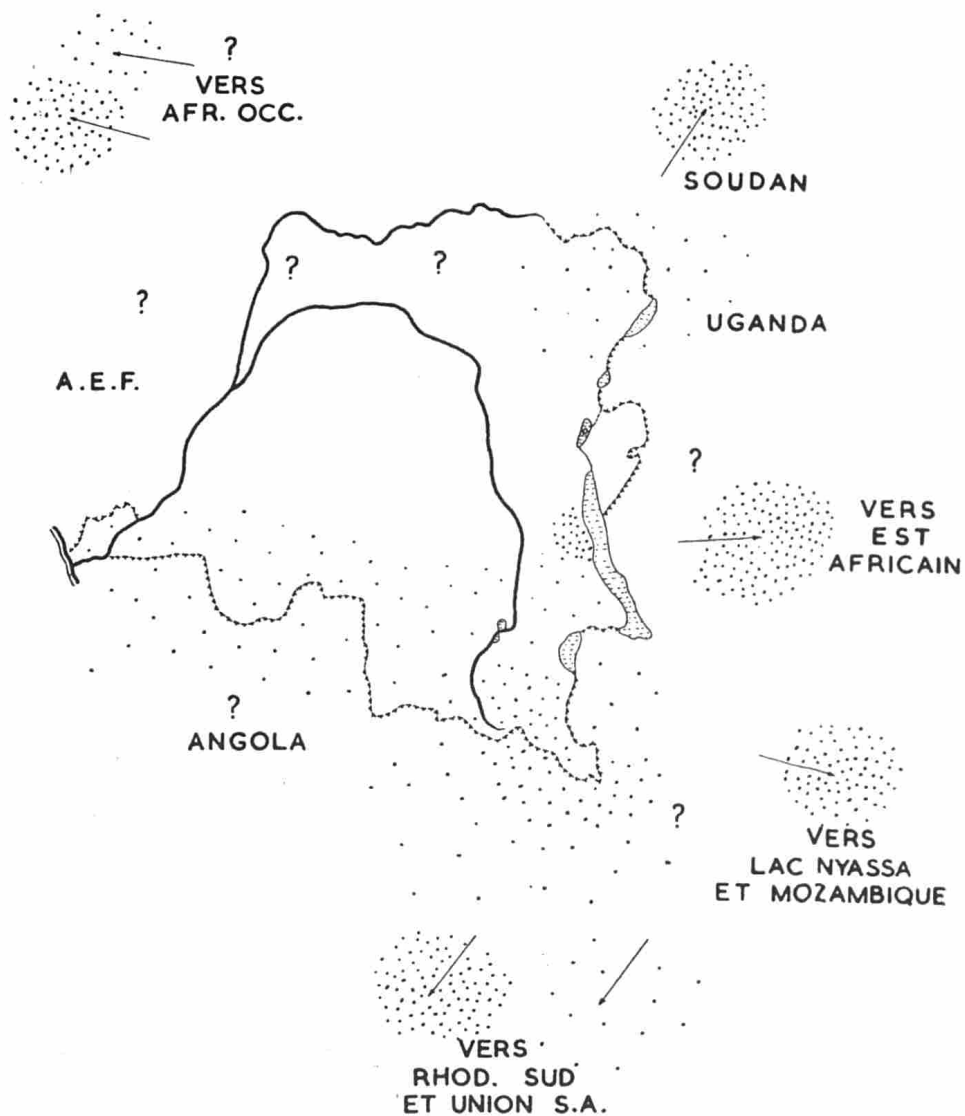 ?
VERS
AFR. OCC.
SOUDAN
? ?
?
UGANDA
A.E.F.
?
VERS
EST
AFRICAIN
?
ANGOLA
?
VERS
LAC NYASSA
ET MOZAMBIQUE
VERS
RHOD. SUD
ET UNION S.A.